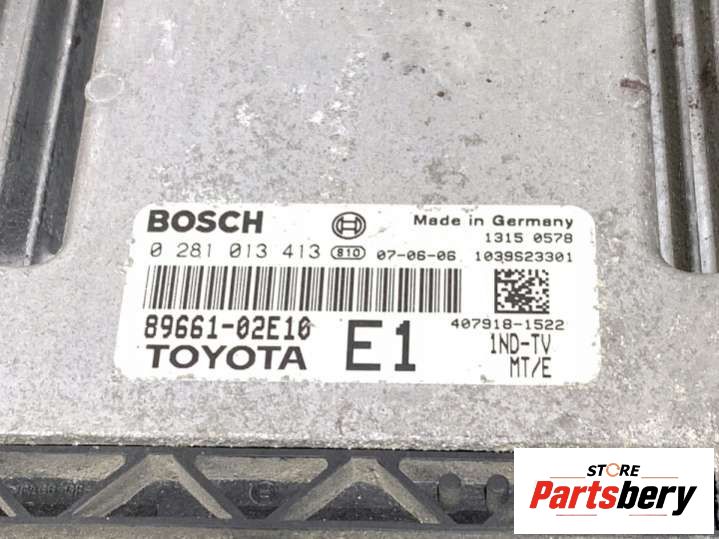 BOSCH
Made in Germany
1315 0578
0 281 013 413 810 07-06-06 1039S23301
89661-02E10
407918-1522
TOYOTA
E1
1ND-TV
MT/E
STORE
Partsbery